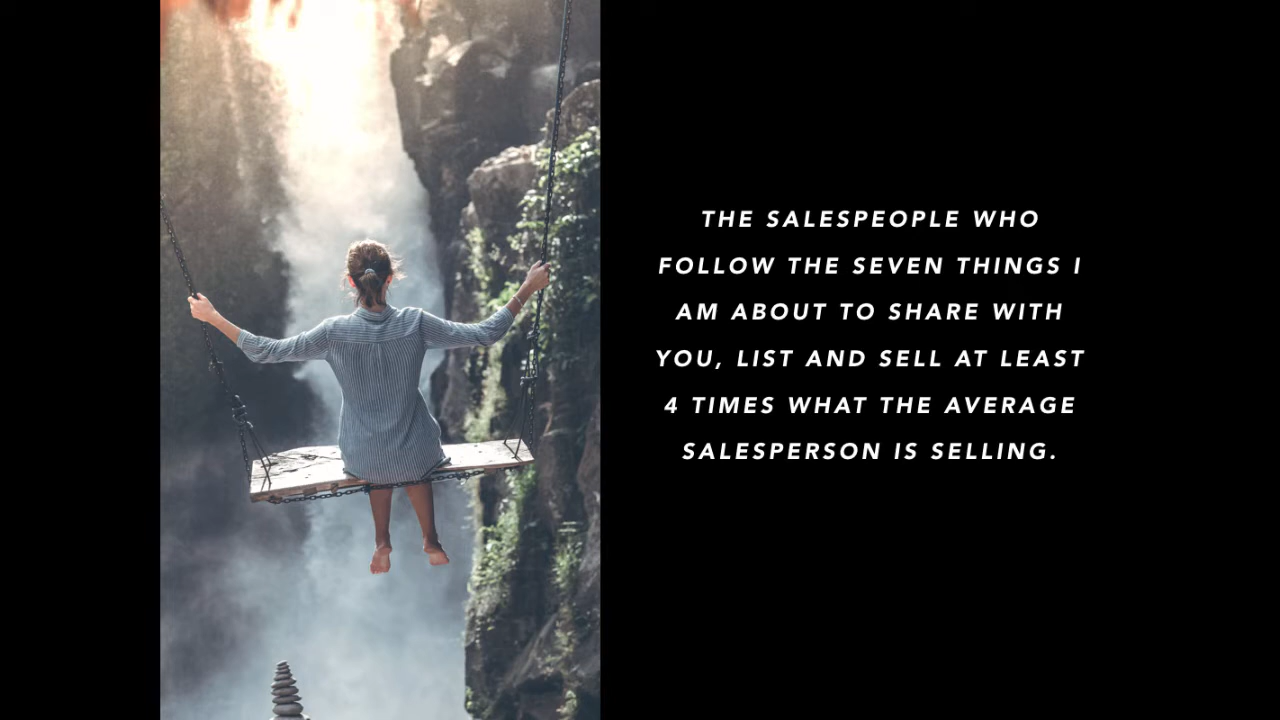 THE SALESPEOPLE WHO
FOLLOW THE SEVEN THINGS I
AM ABOUT TO SHARE WITH
YOU, LIST AND SELL AT LEAST
4 TIMES WHAT THE AVERAGE
SALESPERSON IS SELLING.